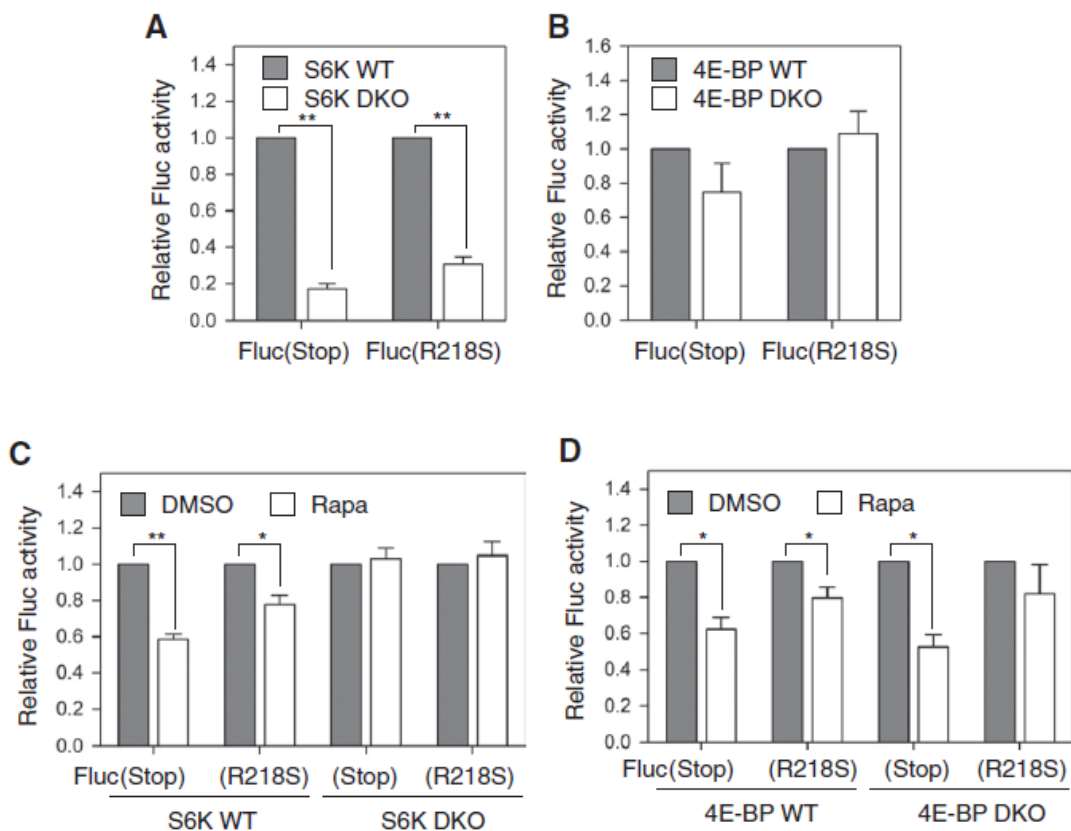 A
Relative Fluc activity
1.4
1.2
1.0
0.8
0.6
0.4
0.2
0.0
S6K WT
S6K DKO
**
**
Fluc(Stop) Fluc(R218S)
B
Relative Fluc activity
1.6
1.4
1.2
1.0
0.8
0.6
0.4
0.2
0.0
4E-BP WT
4E-BP DKO
Fluc(Stop) Fluc(R218S)
C
Relative Fluc activity
1.4
1.2
1.0
0.8
0.6
0.4
0.2
0.0
DMSO Rapa
**
*
Fluc(Stop) (R218S) (Stop) (R218S)
S6K WT S6K DKO
D
Relative Fluc activity
1.4
1.2
1.0
0.8
0.6
0.4
0.2
0.0
DMSO Rapa
*
*
*
Fluc(Stop) (R218S) (Stop) (R218S)
4E-BP WT 4E-BP DKO